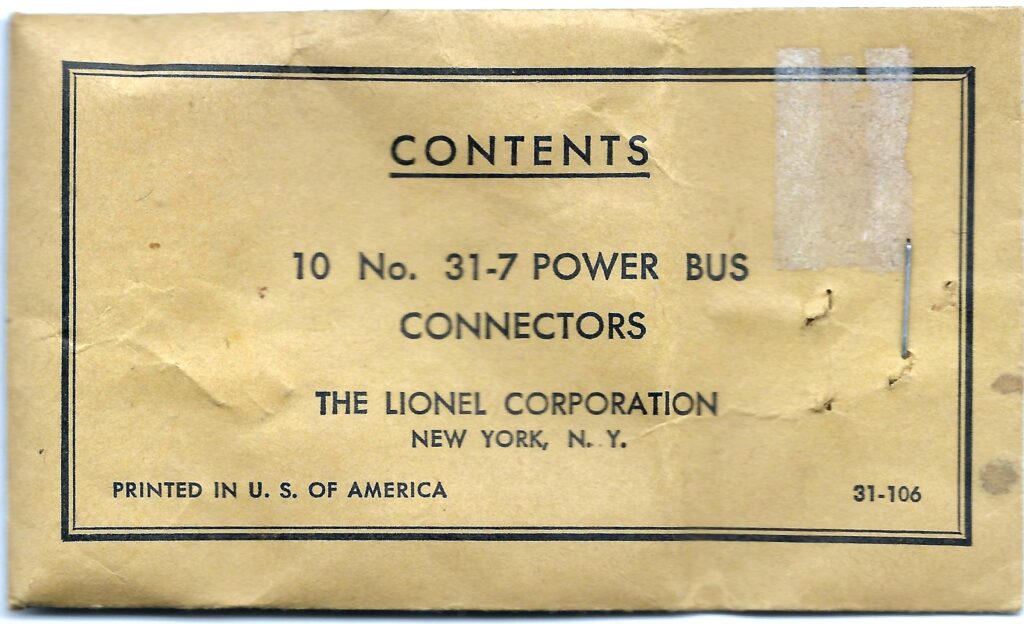 CONTENTS
10 No. 31-7 POWER BUS
CONNECTORS
THE LIONEL CORPORATION
NEW YORK, N. Y.
PRINTED IN U. S. OF AMERICA
31-106